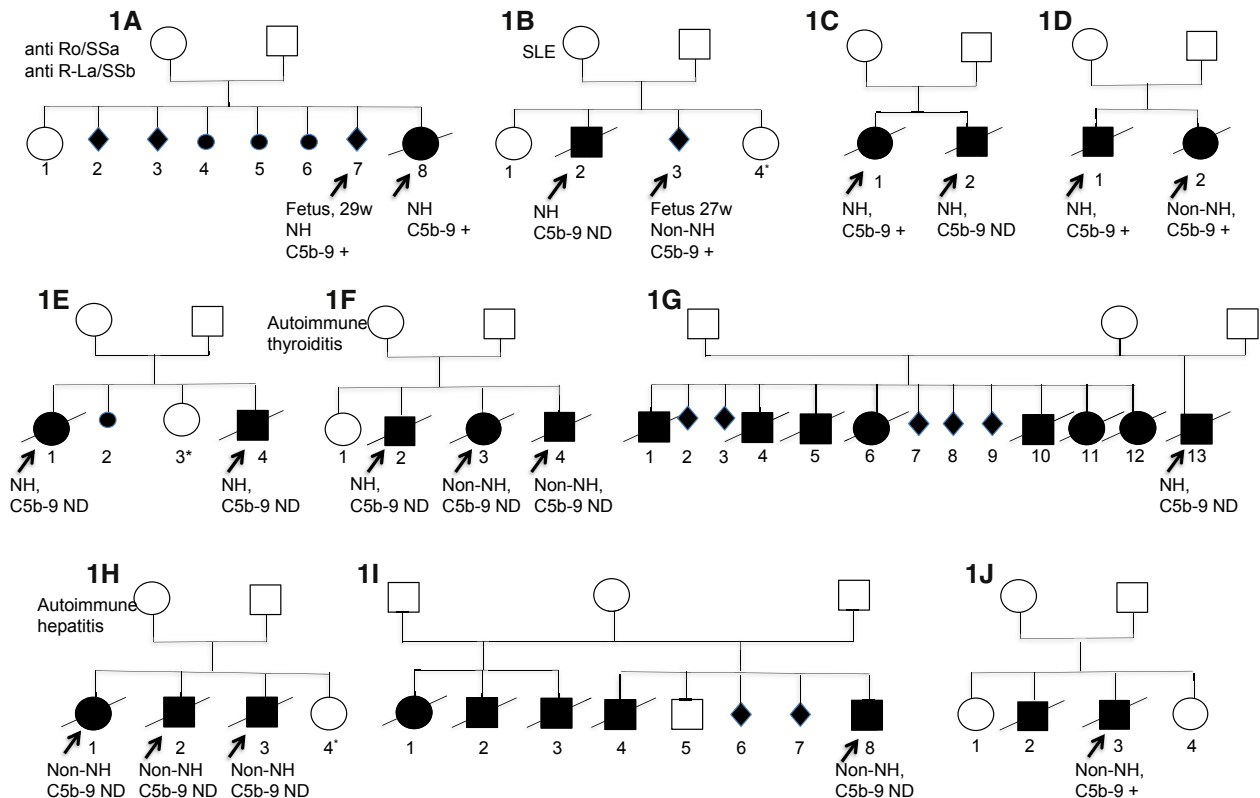 1A
anti Ro/SSa
anti R-La/SSb
1 2 3 4 5 6 7 8
Fetus, 29w
NH
C5b-9 +
NH
C5b-9 +
1B
SLE
1 2 3 4*
NH
C5b-9 ND
Fetus 27w
Non-NH
C5b-9 +
1C
1 2
NH,
C5b-9 +
NH,
C5b-9 ND
1D
1 2
NH,
C5b-9 +
Non-NH,
C5b-9 +
1E
1 2 3* 4
NH,
C5b-9 ND
NH,
C5b-9 ND
1F
Autoimmune
thyroiditis
1 2 3 4
NH,
C5b-9 ND
Non-NH,
C5b-9 ND
Non-NH,
C5b-9 ND
1G
1 2 3 4 5 6 7 8 9 10 11 12 13
NH,
C5b-9 ND
1H
Autoimmune
hepatitis
1 2 3 4*
Non-NH
C5b-9 ND
Non-NH
C5b-9 ND
Non-NH
C5b-9 ND
1I
1 2 3 4 5 6 7 8
Non-NH,
C5b-9 ND
1J
1 2 3 4
Non-NH,
C5b-9 +